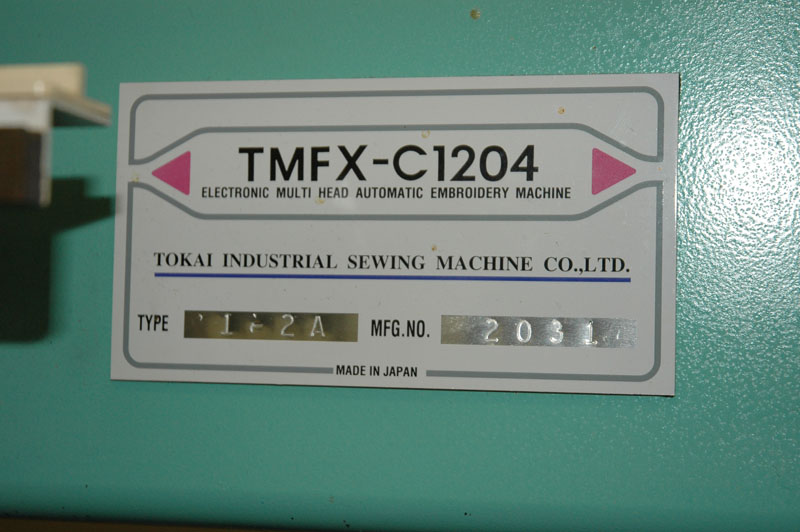 TMFX-C1204
ELECTRONIC MULTI HEAD AUTOMATIC EMBROIDERY MACHINE
TOKAI INDUSTRIAL SEWING MACHINE CO.,LTD.
TYPE MFG.NO.
MADE IN JAPAN